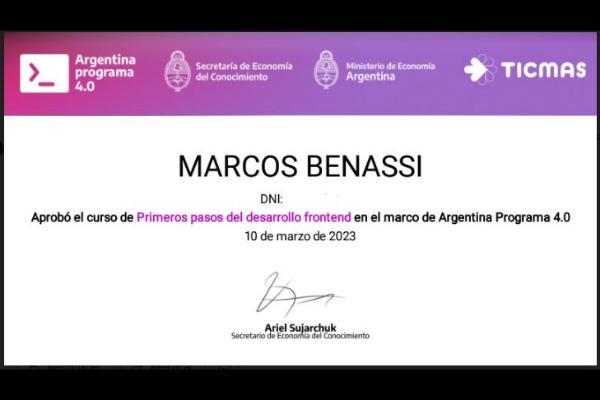 Argentina
programa
4.0
Secretaría de Economía
del Conocimiento
Ministerio de Economía
Argentina
TICMAS
MARCOS BENASSI
DNI:
Aprobó el curso de Primeros pasos del desarrollo frontend en el marco de Argentina Programa 4.0
10 de marzo de 2023
Ariel Sujarchuk
Secretario de Economía del Conocimiento